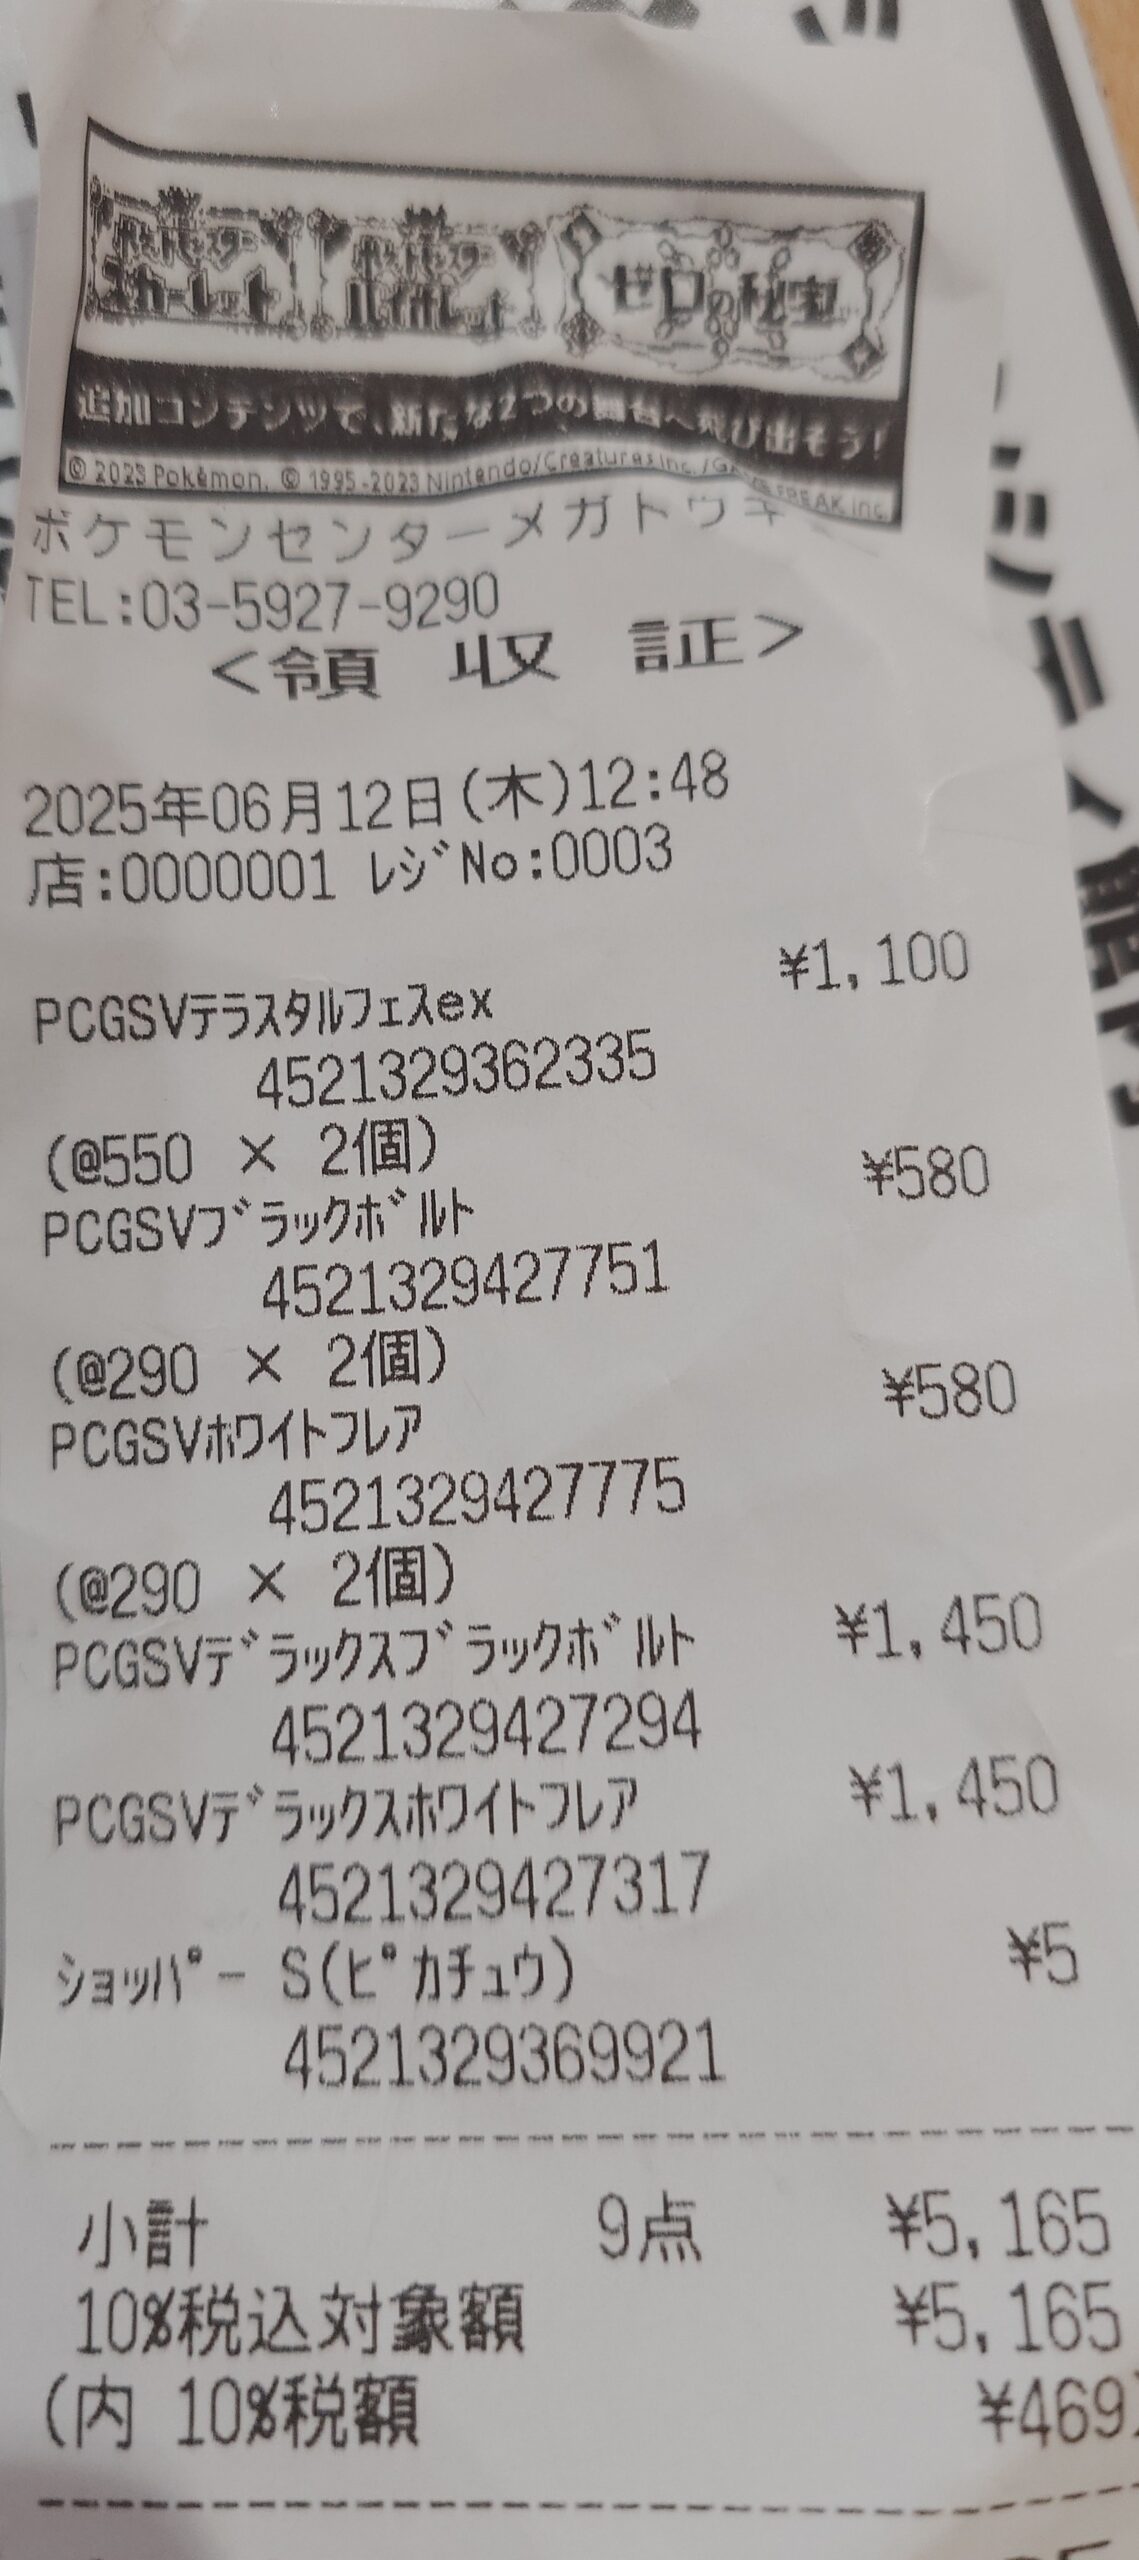 ポケットモンスター
スカーレット
ポケットモンスター
バイオレット
ゼロの秘宝
追加コンテンツで、新たな2つの舞台へ飛び出そう!
© 2023 Pokémon. © 1995-2023 Nintendo/Creatures Inc. /GAME FREAK inc.
ポケモンセンターメガトウキ
TEL:03-5927-9290
<領 収 証>
2025年06月12日(木)12:48
店:0000001 ﾚｼﾞNo:0003
¥1,100
PCGSVﾃﾗｽﾀﾙﾌｪｽex
4521329362335
(@550 × 2個)
¥580
PCGSVﾌﾞﾗｯｸﾎﾞﾙﾄ
4521329427751
(@290 × 2個)
¥580
PCGSVﾎﾜｲﾄﾌﾚｱ
4521329427775
(@290 × 2個)
PCGSVﾃﾞﾗｯｸｽﾌﾞﾗｯｸﾎﾞﾙﾄ ¥1,450
4521329427294
PCGSVﾃﾞﾗｯｸｽﾎﾜｲﾄﾌﾚｱ ¥1,450
4521329427317
ｼｮｯﾊﾟｰ S(ﾋﾟｶﾁｭｳ) ¥5
4521329369921
小計 9点 ¥5,165
10%税込対象額 ¥5,165
(内 10%税額 ¥469)